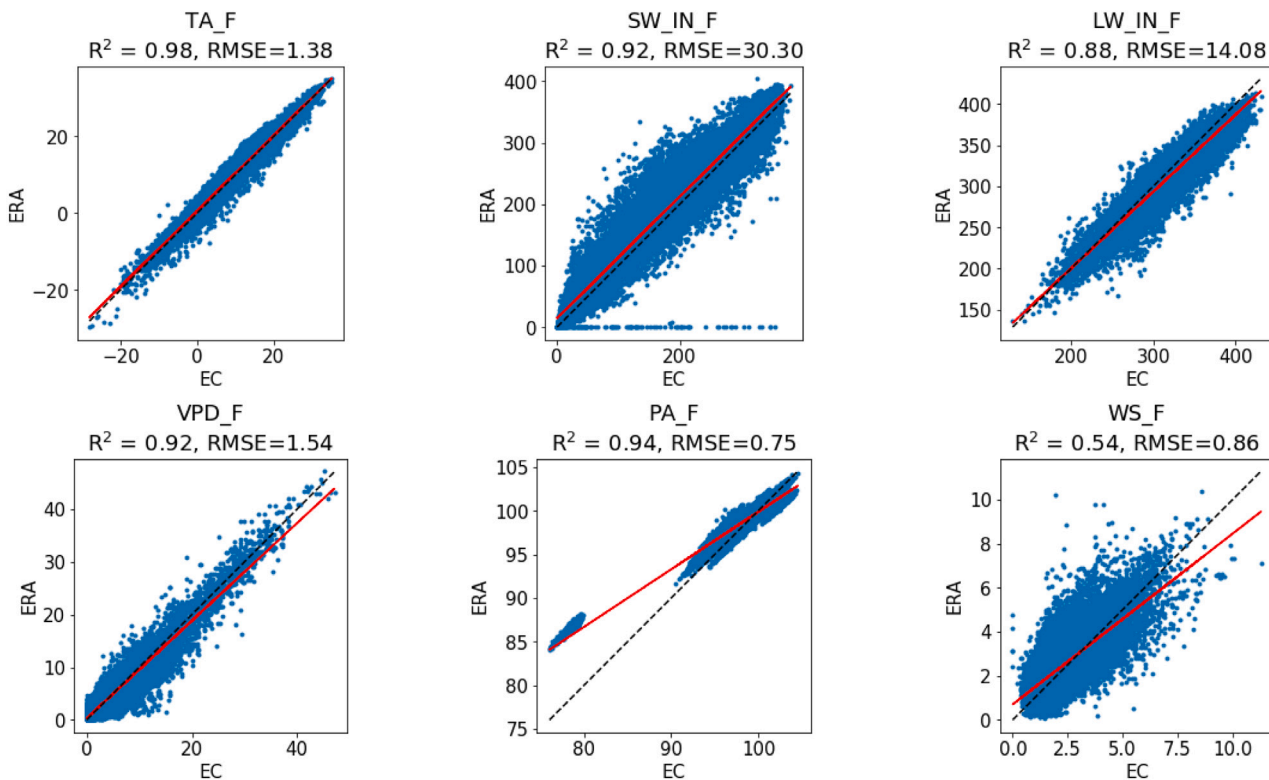 TA_F
R² = 0.98, RMSE=1.38
20
0
−20
ERA
−20 0 20
EC
SW_IN_F
R² = 0.92, RMSE=30.30
400
300
200
100
0
ERA
0 200
EC
LW_IN_F
R² = 0.88, RMSE=14.08
400
350
300
250
200
150
ERA
200 300 400
EC
VPD_F
R² = 0.92, RMSE=1.54
40
30
20
10
0
ERA
0 20 40
EC
PA_F
R² = 0.94, RMSE=0.75
105
100
95
90
85
80
75
ERA
80 90 100
EC
WS_F
R² = 0.54, RMSE=0.86
10
8
6
4
2
0
ERA
0.0 2.5 5.0 7.5 10.0
EC